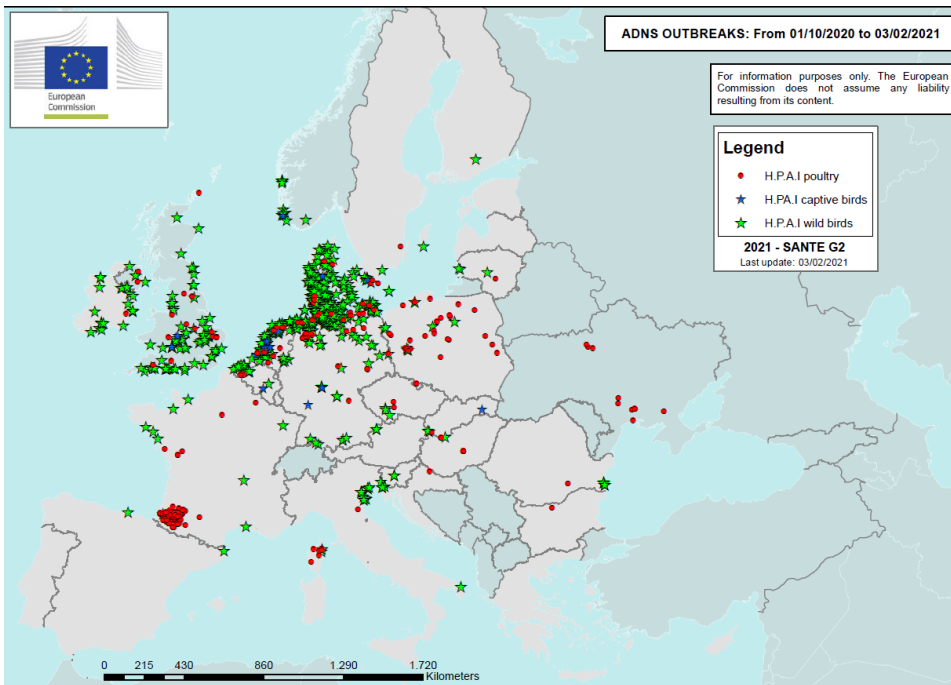 ADNS OUTBREAKS: From 01/10/2020 to 03/02/2021
European
Commission
For information purposes only. The European
Commission does not assume any liability
resulting from its content.
Legend
H.P.A.I poultry
H.PA.I captive birds
H.P.A.I wild birds
2021 - SANTE G2
Last update: 03/02/2021
0 215 430 860 1.290 1.720
Kilometers